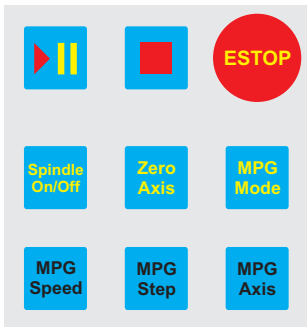 ESTOP
Spindle
On/Off
Zero
Axis
MPG
Mode
MPG
Speed
MPG
Step
MPG
Axis